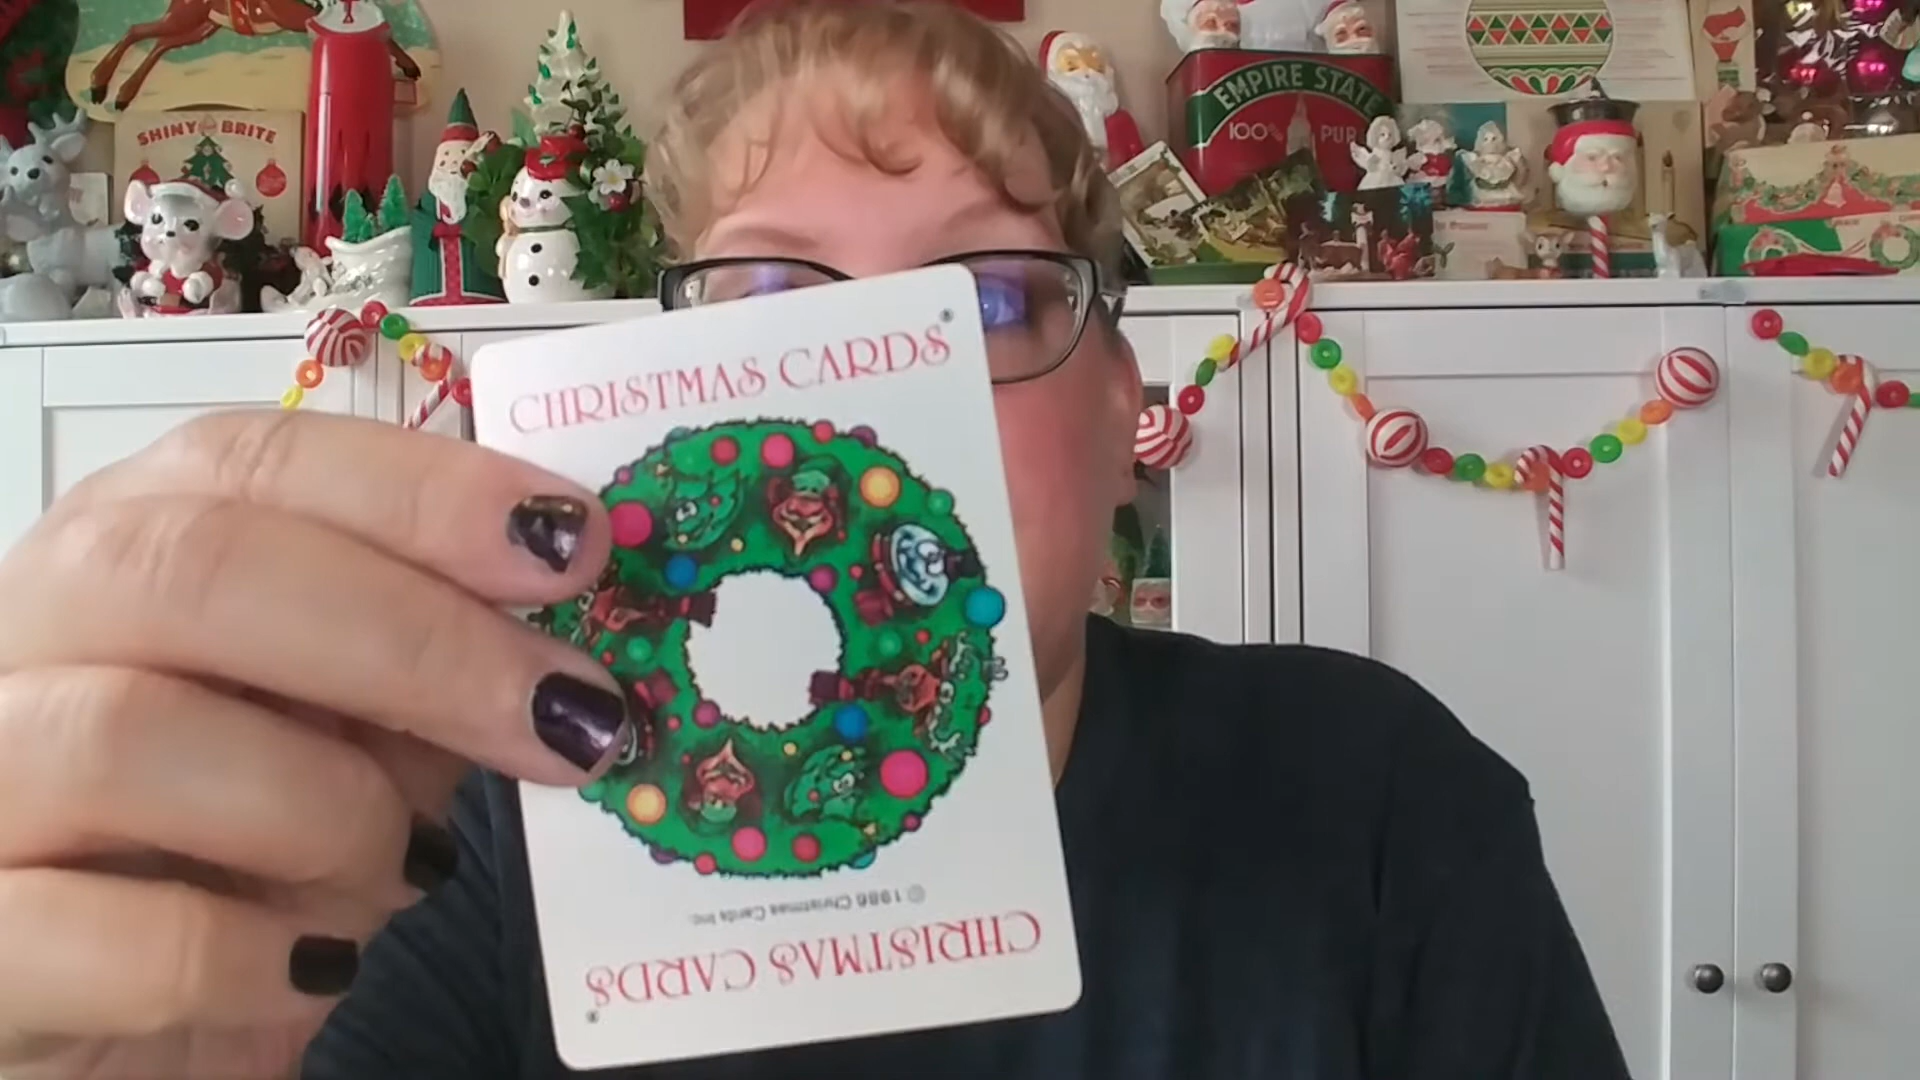 SHINY BRITE
EMPIRE STATE
100% PUR
CHRISTMAS CARDS®
© 1986 Christmas Cards Inc.
CHRISTMAS CARDS®